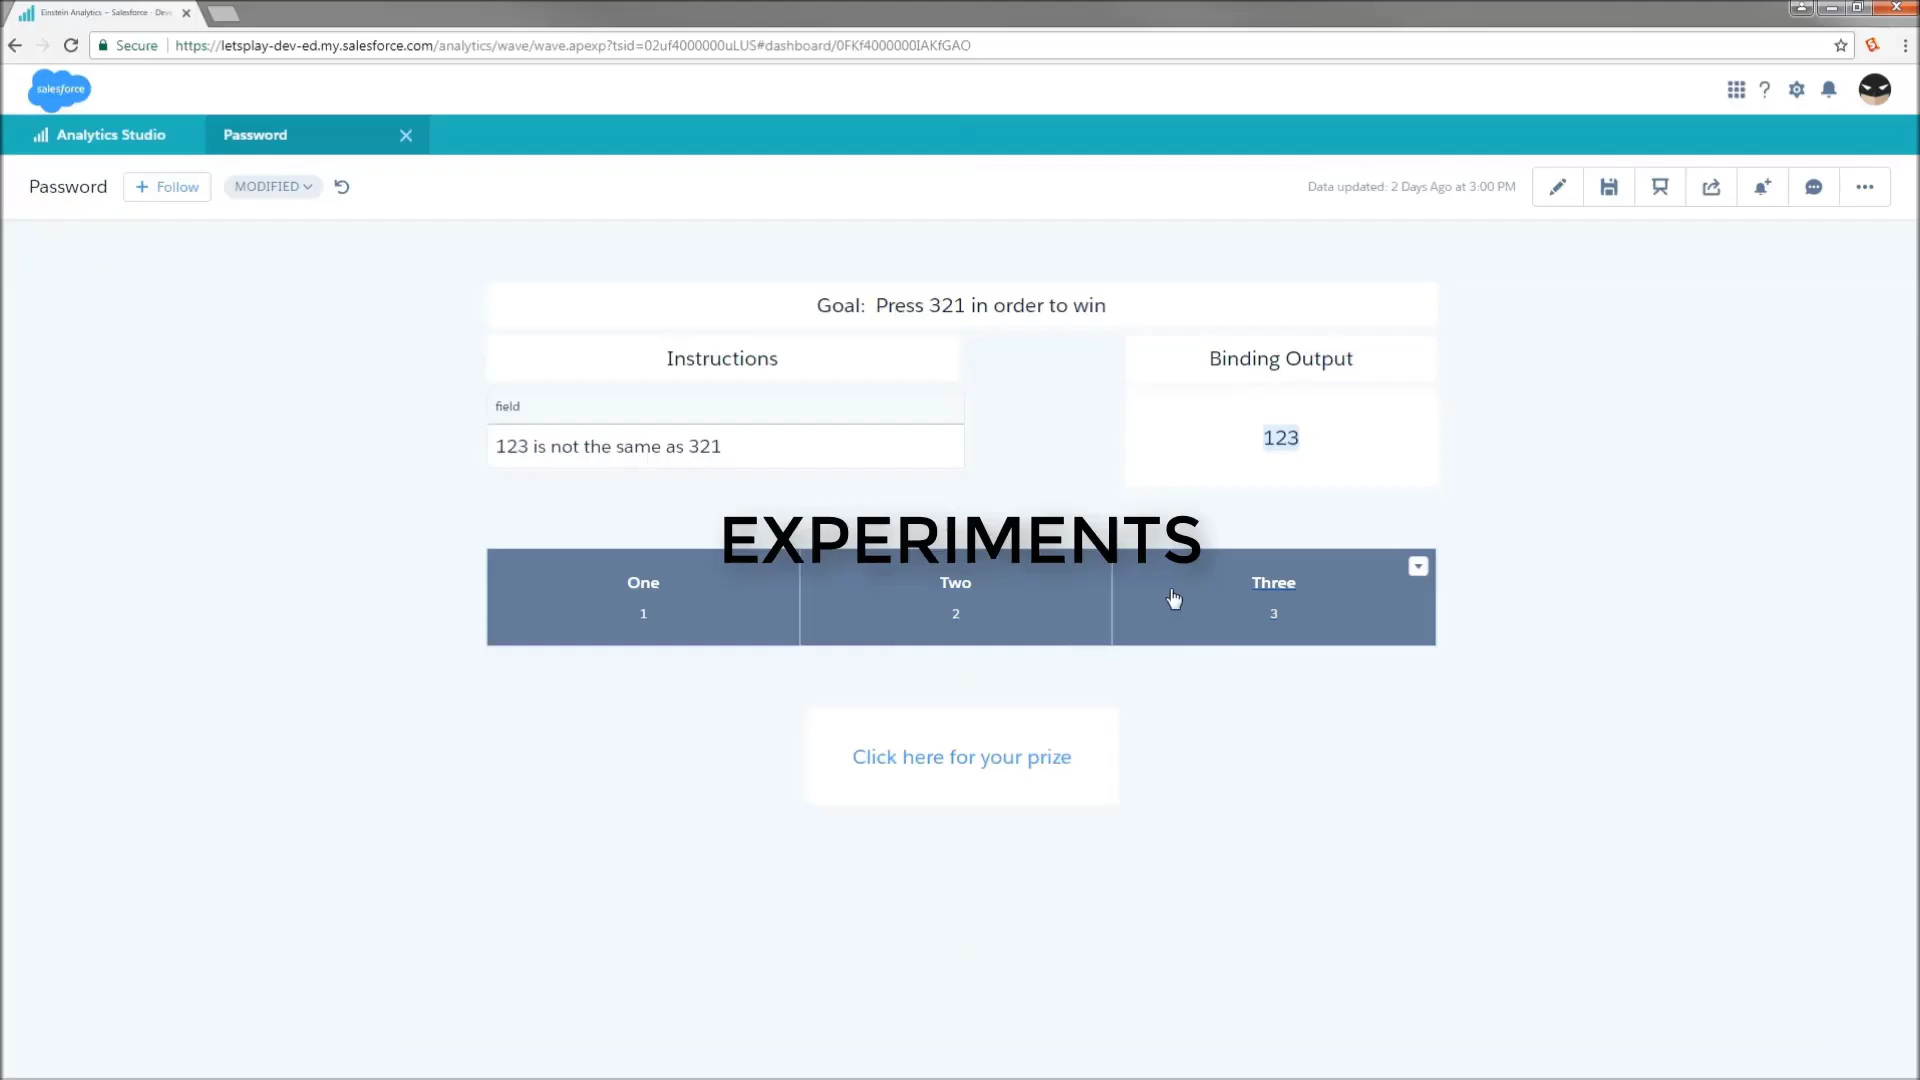 Einstein Analytics ~ Salesforce - Deve
Secure
https://letsplay-dev-ed.my.salesforce.com/analytics/wave/wave.apexp?tsid=02uf4000000uLUS#dashboard/0FKf4000000IAKfGAO
salesforce
?
Analytics Studio
Password
Password
+ Follow
MODIFIED
Data updated: 2 Days Ago at 3:00 PM
Goal: Press 321 in order to win
Instructions
Binding Output
field
123 is not the same as 321
123
EXPERIMENTS
One
Two
Three
1
2
3
Click here for your prize